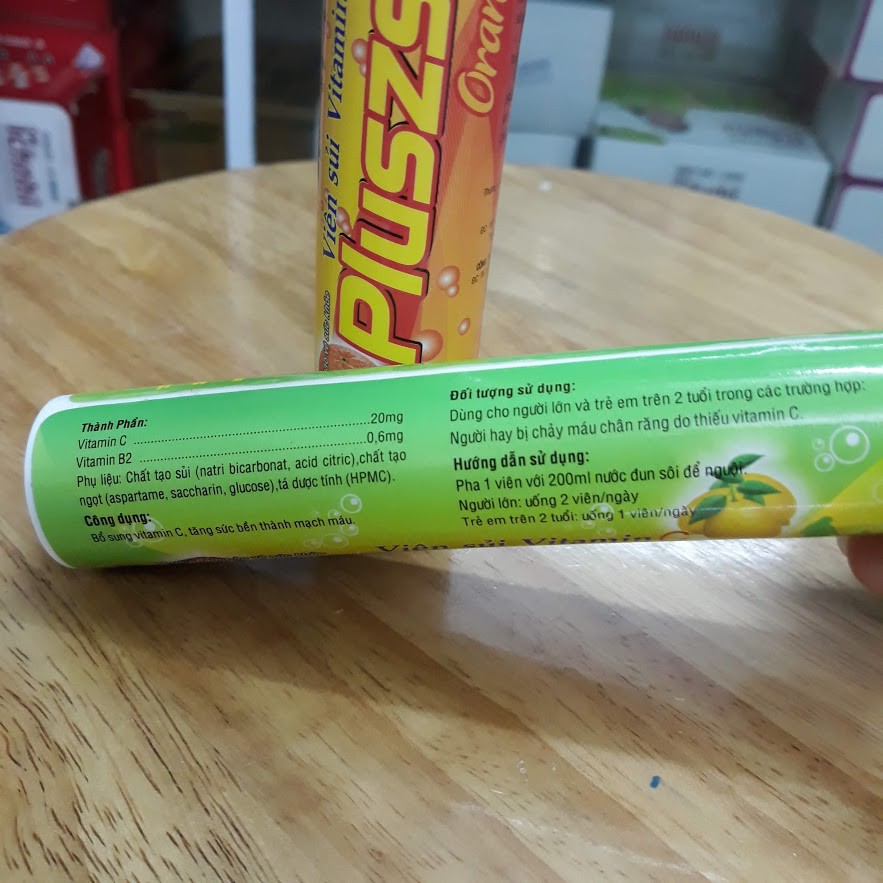 Viên sủi Vitamin
Pluszs
Thành Phần:
Vitamin C ........................................................20mg
Vitamin B2 ......................................................0,6mg
Phụ liệu: Chất tạo sủi (natri bicarbonat, acid citric),chất tạo
ngọt (aspartame, saccharin, glucose),tá dược tính (HPMC).
Công dụng:
Bổ sung vitamin C, tăng sức bền thành mạch máu.
Đối tượng sử dụng:
Dùng cho người lớn và trẻ em trên 2 tuổi trong các trường hợp:
Người hay bị chảy máu chân răng do thiếu vitamin C.
Hướng dẫn sử dụng:
Pha 1 viên với 200ml nước đun sôi để nguội.
Người lớn: uống 2 viên/ngày
Trẻ em trên 2 tuổi: uống 1 viên/ngày
Viên sủi Vitamin C